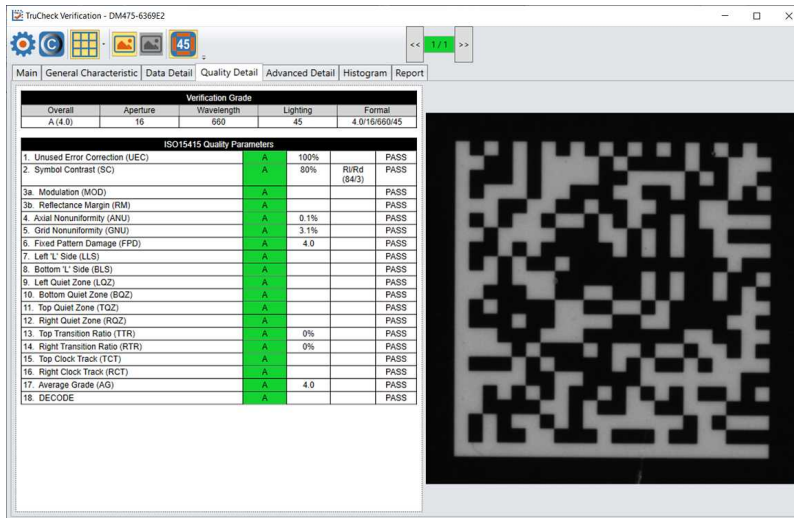 TruCheck Verification - DM475-6369E2
45
<< 1 / 1 >>
Main General Characteristic Data Detail Quality Detail Advanced Detail Histogram Report
Verification Grade
Overall Aperture Wavelength Lighting Formal
A (4.0) 16 660 45 4.0/16/660/45
ISO15415 Quality Parameters
1. Unused Error Correction (UEC) A 100% PASS
2. Symbol Contrast (SC) A 80% Rl/Rd PASS
(84/3)
3a. Modulation (MOD) A PASS
3b. Reflectance Margin (RM) A PASS
4. Axial Nonuniformity (ANU) A 0.1% PASS
5. Grid Nonuniformity (GNU) A 3.1% PASS
6. Fixed Pattern Damage (FPD) A 4.0 PASS
7. Left 'L' Side (LLS) A PASS
8. Bottom 'L' Side (BLS) A PASS
9. Left Quiet Zone (LQZ) A PASS
10. Bottom Quiet Zone (BQZ) A PASS
11. Top Quiet Zone (TQZ) A PASS
12. Right Quiet Zone (RQZ) A PASS
13. Top Transition Ratio (TTR) A 0% PASS
14. Right Transition Ratio (RTR) A 0% PASS
15. Top Clock Track (TCT) A PASS
16. Right Clock Track (RCT) A PASS
17. Average Grade (AG) A 4.0 PASS
18. DECODE A PASS